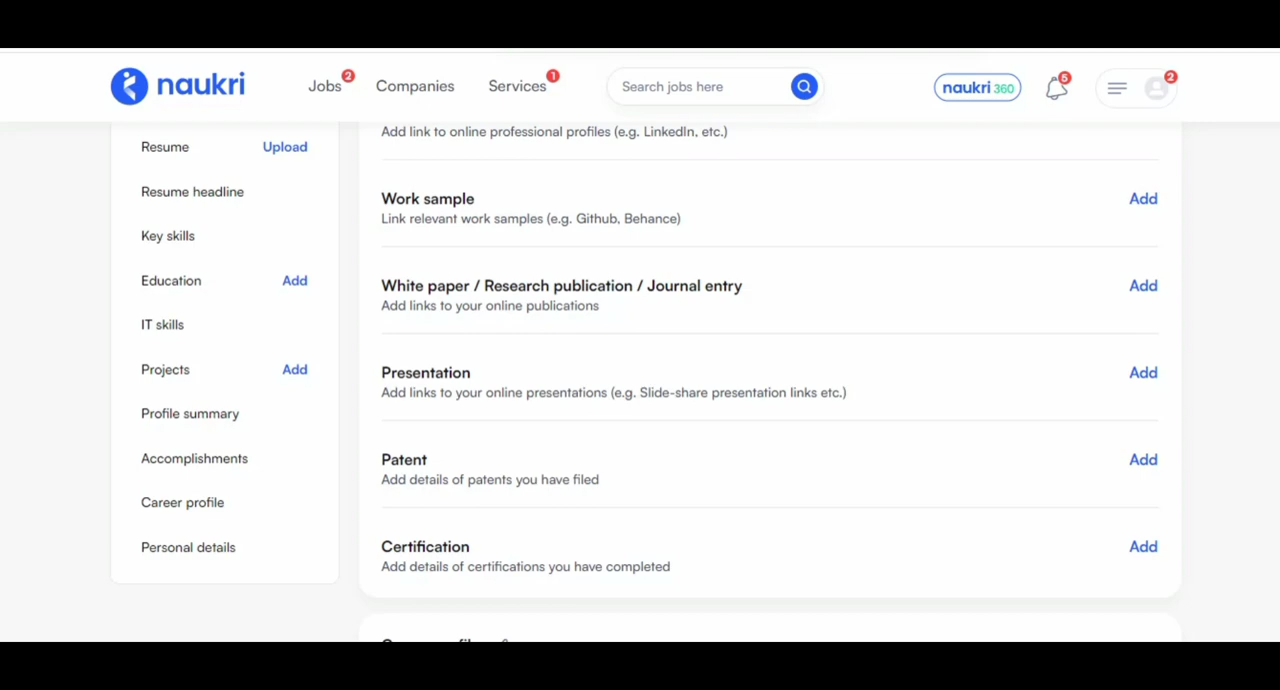 naukri
Jobs 2
Companies
Services 1
Search jobs here
naukri 360
5
2
Resume Upload
Resume headline
Key skills
Education Add
IT skills
Projects Add
Profile summary
Accomplishments
Career profile
Personal details
Add link to online professional profiles (e.g. LinkedIn, etc.)
Work sample Add
Link relevant work samples (e.g. Github, Behance)
White paper / Research publication / Journal entry Add
Add links to your online publications
Presentation Add
Add links to your online presentations (e.g. Slide-share presentation links etc.)
Patent Add
Add details of patents you have filed
Certification Add
Add details of certifications you have completed